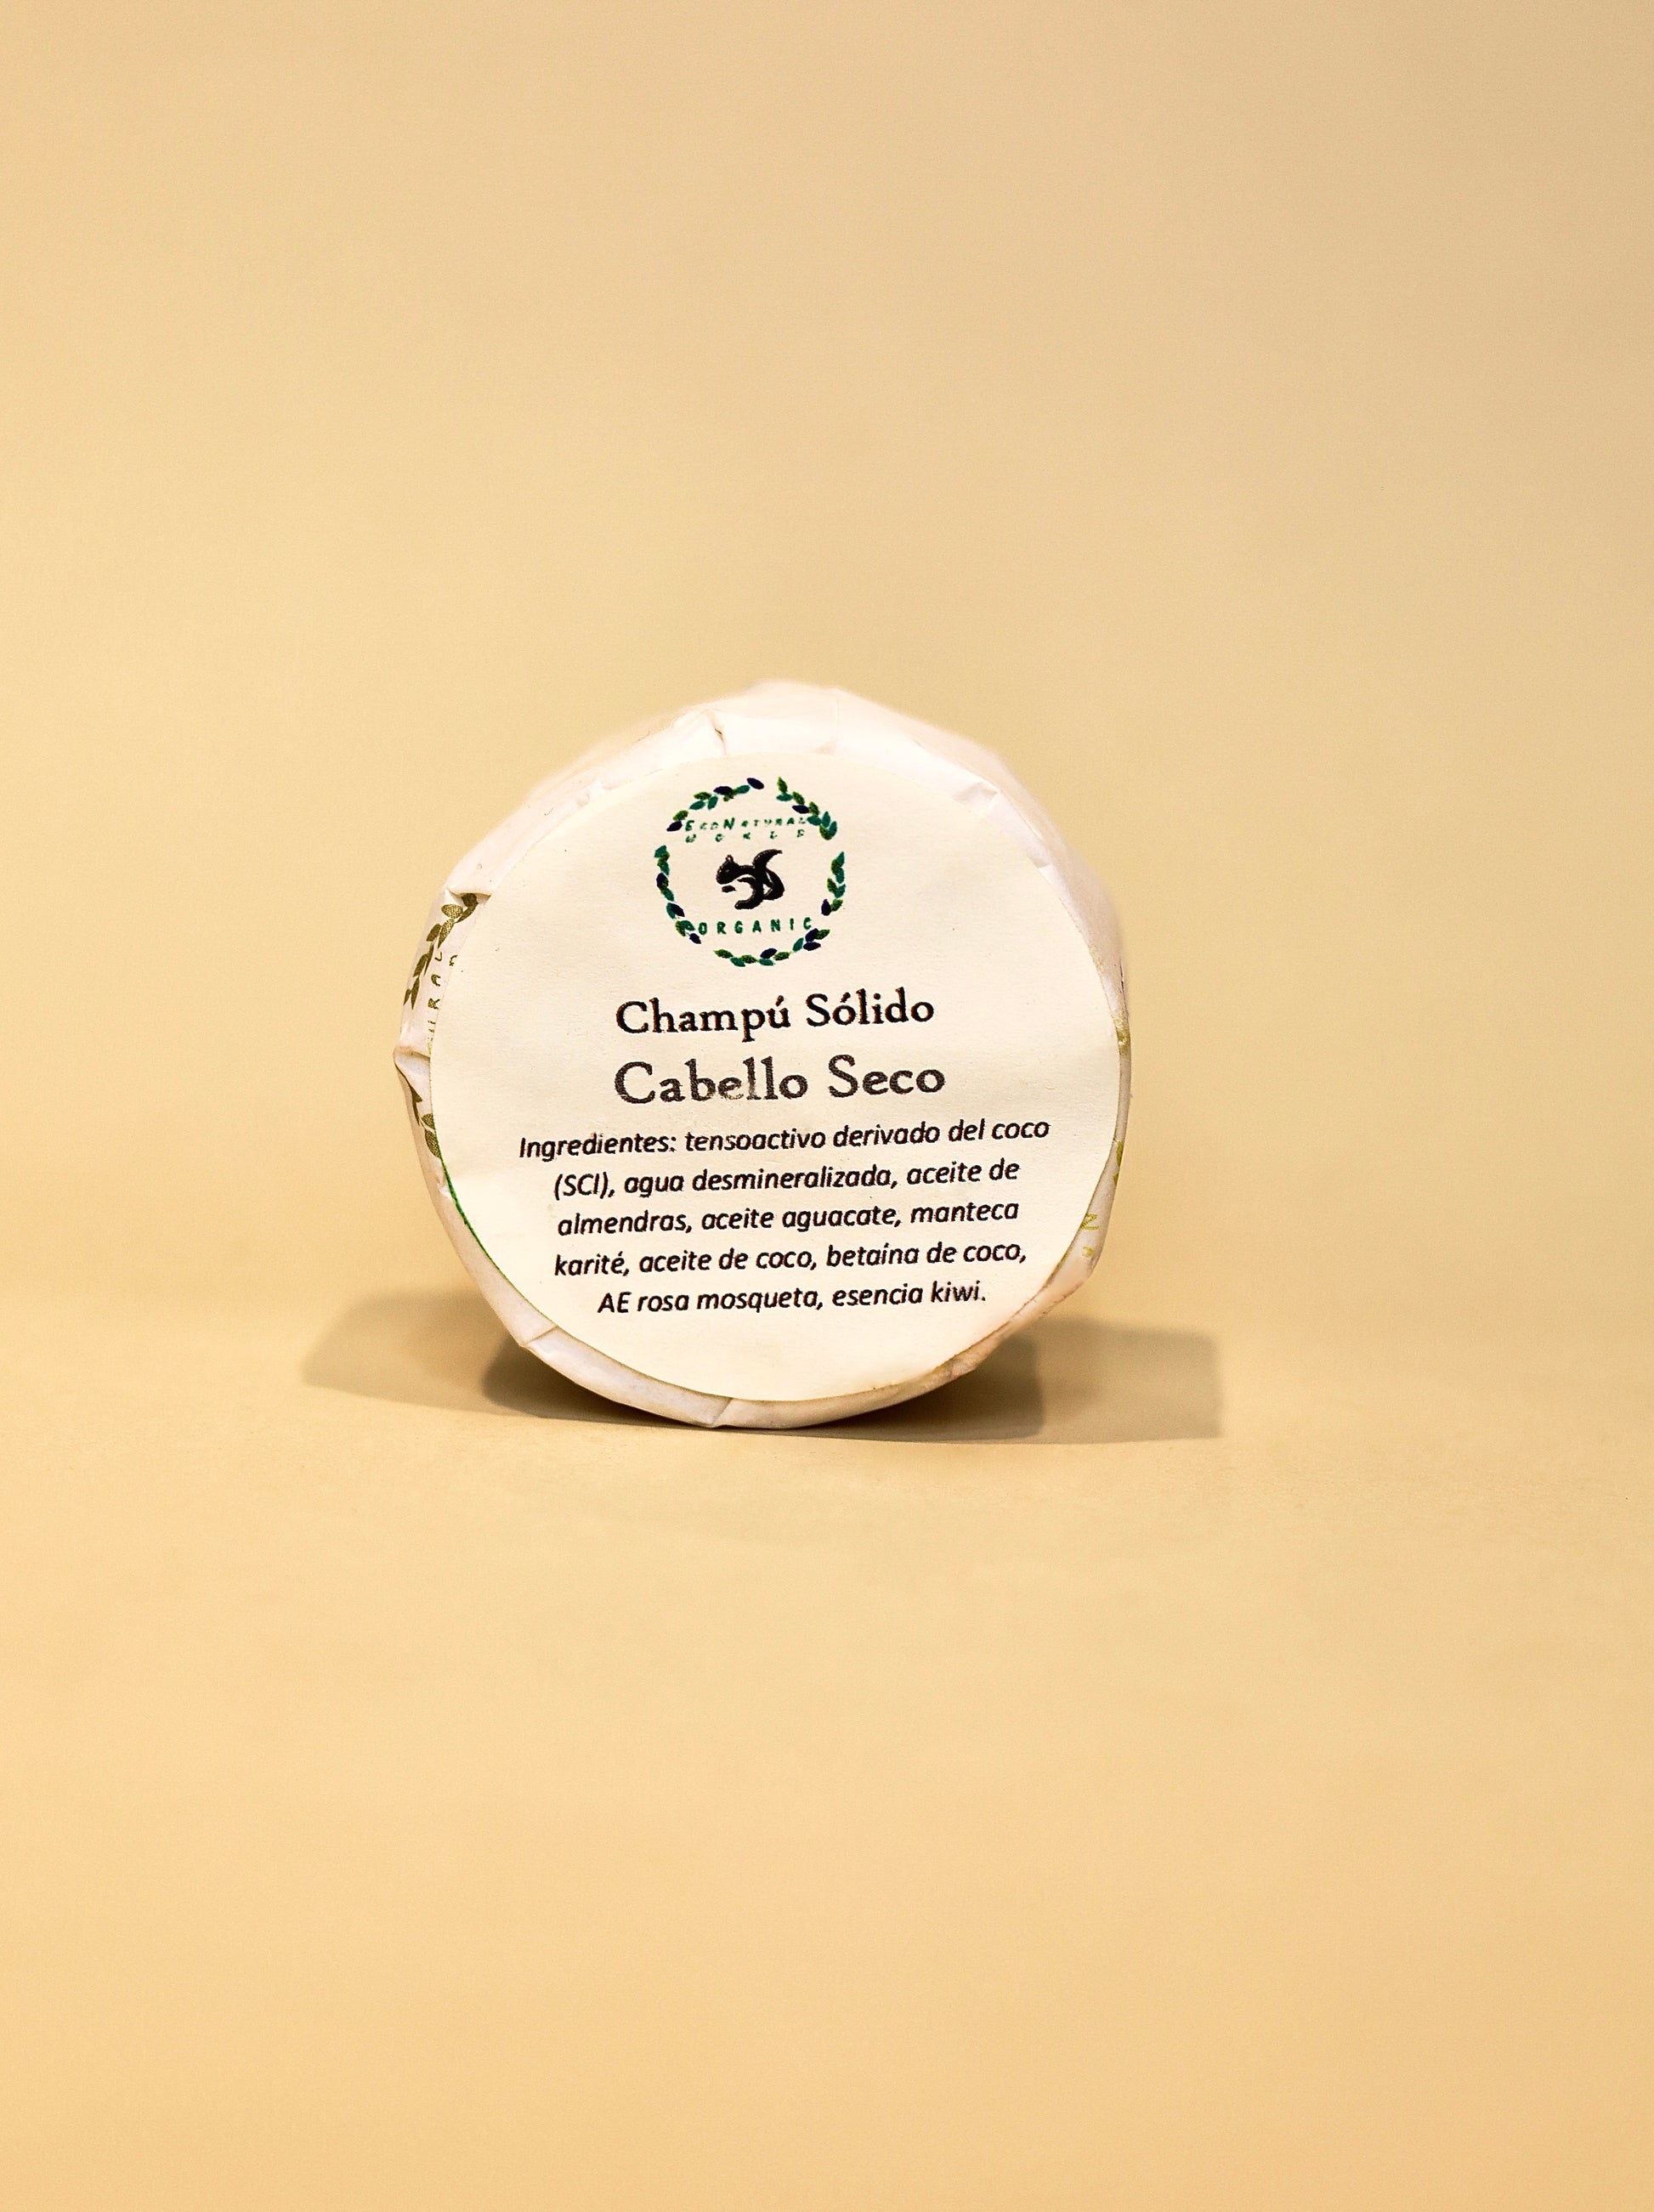 EcoNatural
World
ORGANIC
Champú Sólido
Cabello Seco
Ingredientes: tensoactivo derivado del coco
(SCI), agua desmineralizada, aceite de
almendras, aceite aguacate, manteca
karité, aceite de coco, betaína de coco,
AE rosa mosqueta, esencia kiwi.